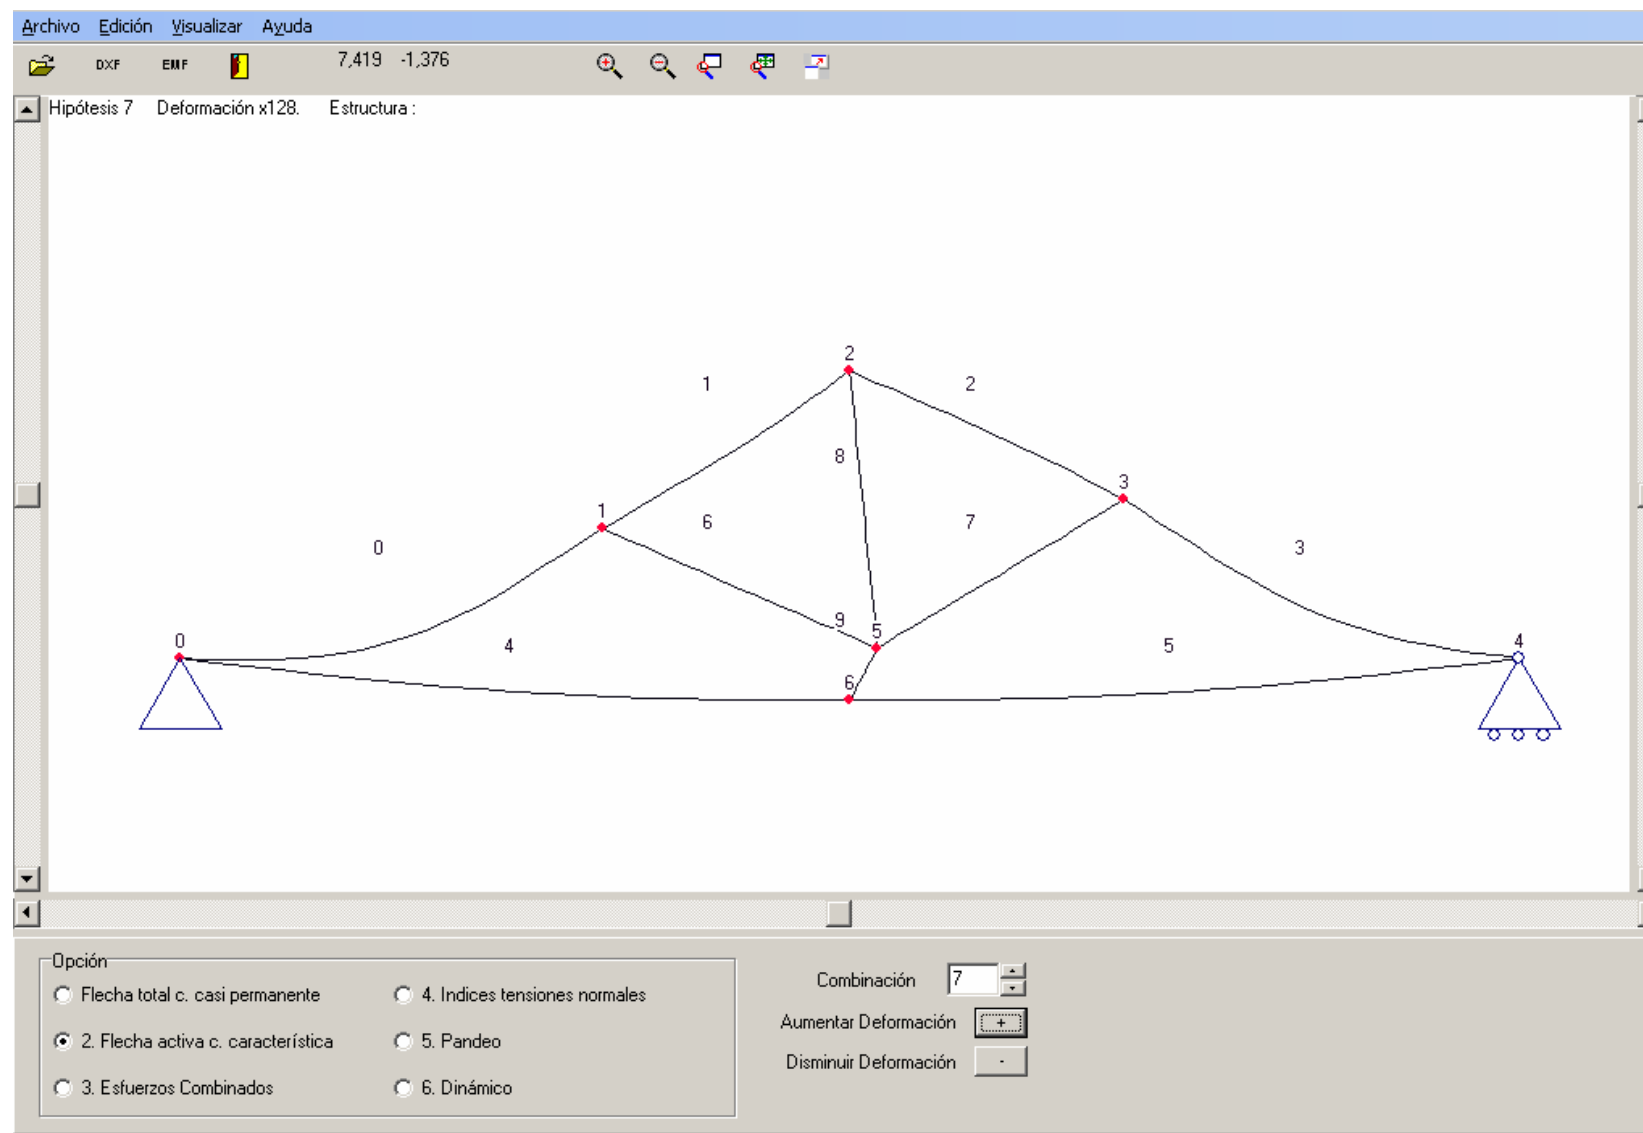 Archivo Edición Visualizar Ayuda
DXF EMF 7,419 -1,376
Hipótesis 7 Deformación x128. Estructura :
2
1 2
8
3
1 6 7
0 3
9
0 5 4
4 5
6
Opción
Flecha total c. casi permanente
2. Flecha activa c. característica
3. Esfuerzos Combinados
4. Indices tensiones normales
5. Pandeo
6. Dinámico
Combinación 7
Aumentar Deformación +
Disminuir Deformación -